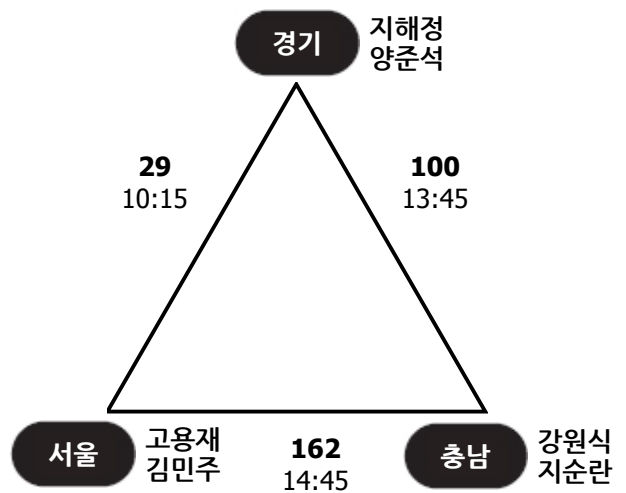 경기
지해정
양준석
29
10:15
100
13:45
서울
고용재
김민주
162
14:45
충남
강원식
지순란